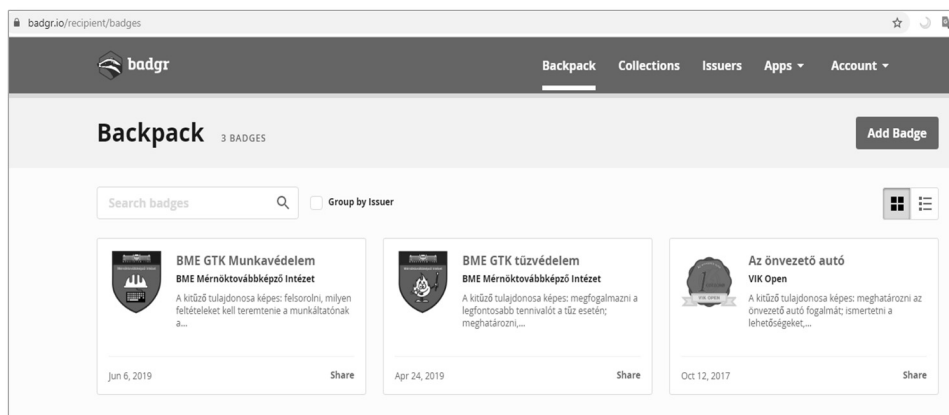 badgr.io/recipient/badges
badgr
Backpack Collections Issuers Apps Account
Backpack 3 BADGES
Add Badge
Search badges
Group by Issuer
BME GTK Munkavédelem
BME Mérnöktovábbképző Intézet
A kitűző tulajdonosa képes: felsorolni, milyen
feltételeket kell teremtenie a munkáltatónak
a...
Jun 6, 2019 Share
BME GTK tűzvédelem
BME Mérnöktovábbképző Intézet
A kitűző tulajdonosa képes: megfogalmazni a
legfontosabb tennivalót a tűz esetén;
meghatározni,...
Apr 24, 2019 Share
VIK OPEN
Az önvezető autó
VIK Open
A kitűző tulajdonosa képes: meghatározni az
önvezető autó fogalmát; ismertetni a
lehetőségeket,...
Oct 12, 2017 Share